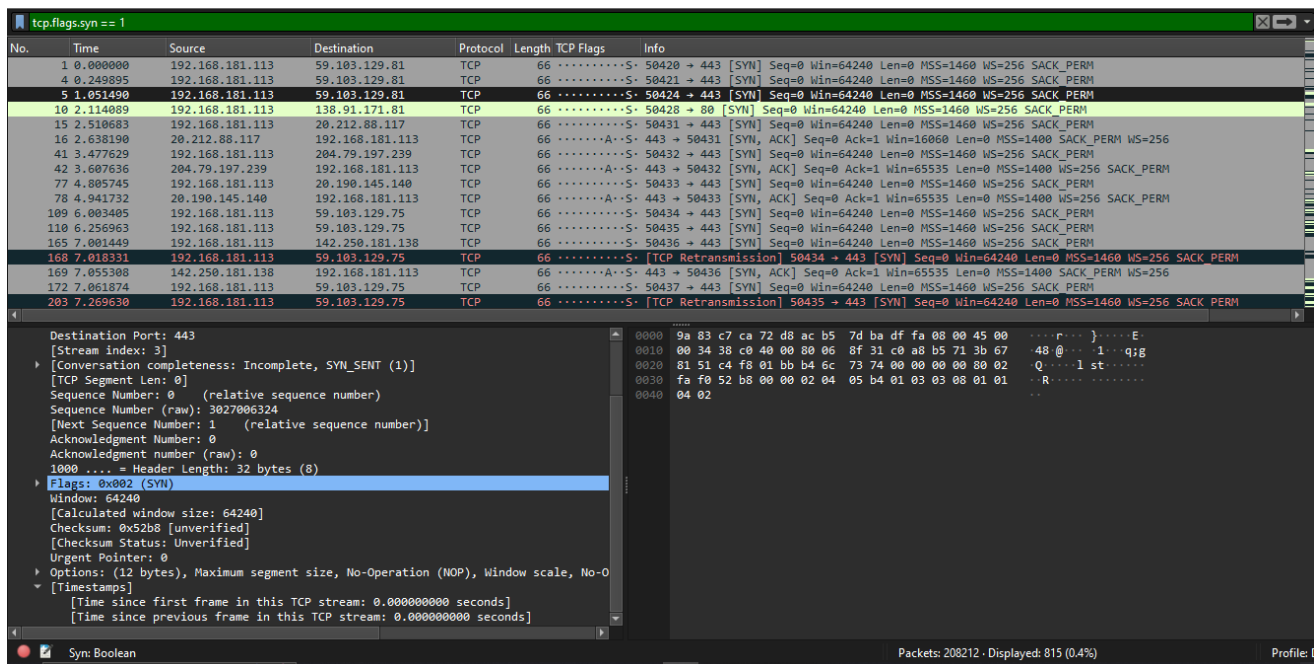 tcp.flags.syn == 1
No. Time Source Destination Protocol Length TCP Flags Info
1 0.000000 192.168.181.113 59.103.129.81 TCP 66 ··········S· 50420 → 443 [SYN] Seq=0 Win=64240 Len=0 MSS=1460 WS=256 SACK_PERM
4 0.249895 192.168.181.113 59.103.129.81 TCP 66 ··········S· 50421 → 443 [SYN] Seq=0 Win=64240 Len=0 MSS=1460 WS=256 SACK_PERM
5 1.051490 192.168.181.113 59.103.129.81 TCP 66 ··········S· 50424 → 443 [SYN] Seq=0 Win=64240 Len=0 MSS=1460 WS=256 SACK_PERM
10 2.114089 192.168.181.113 138.91.171.81 TCP 66 ··········S· 50428 → 80 [SYN] Seq=0 Win=64240 Len=0 MSS=1460 WS=256 SACK_PERM
15 2.510683 192.168.181.113 20.212.88.117 TCP 66 ··········S· 50431 → 443 [SYN] Seq=0 Win=64240 Len=0 MSS=1460 WS=256 SACK_PERM
16 2.638190 20.212.88.117 192.168.181.113 TCP 66 ·······A··S· 443 → 50431 [SYN, ACK] Seq=0 Ack=1 Win=16060 Len=0 MSS=1400 SACK_PERM WS=256
41 3.477629 192.168.181.113 204.79.197.239 TCP 66 ··········S· 50432 → 443 [SYN] Seq=0 Win=64240 Len=0 MSS=1460 WS=256 SACK_PERM
42 3.607636 204.79.197.239 192.168.181.113 TCP 66 ·······A··S· 443 → 50432 [SYN, ACK] Seq=0 Ack=1 Win=65535 Len=0 MSS=1400 WS=256 SACK_PERM
77 4.805745 192.168.181.113 20.190.145.140 TCP 66 ··········S· 50433 → 443 [SYN] Seq=0 Win=64240 Len=0 MSS=1460 WS=256 SACK_PERM
78 4.941732 20.190.145.140 192.168.181.113 TCP 66 ·······A··S· 443 → 50433 [SYN, ACK] Seq=0 Ack=1 Win=65535 Len=0 MSS=1400 WS=256 SACK_PERM
109 6.003405 192.168.181.113 59.103.129.75 TCP 66 ··········S· 50434 → 443 [SYN] Seq=0 Win=64240 Len=0 MSS=1460 WS=256 SACK_PERM
110 6.256963 192.168.181.113 59.103.129.75 TCP 66 ··········S· 50435 → 443 [SYN] Seq=0 Win=64240 Len=0 MSS=1460 WS=256 SACK_PERM
165 7.001449 192.168.181.113 142.250.181.138 TCP 66 ··········S· 50436 → 443 [SYN] Seq=0 Win=64240 Len=0 MSS=1460 WS=256 SACK_PERM
168 7.018331 192.168.181.113 59.103.129.75 TCP 66 ··········S· [TCP Retransmission] 50434 → 443 [SYN] Seq=0 Win=64240 Len=0 MSS=1460 WS=256 SACK_PERM
169 7.055308 142.250.181.138 192.168.181.113 TCP 66 ·······A··S· 443 → 50436 [SYN, ACK] Seq=0 Ack=1 Win=65535 Len=0 MSS=1400 SACK_PERM WS=256
172 7.061874 192.168.181.113 59.103.129.75 TCP 66 ··········S· 50437 → 443 [SYN] Seq=0 Win=64240 Len=0 MSS=1460 WS=256 SACK_PERM
203 7.269630 192.168.181.113 59.103.129.75 TCP 66 ··········S· [TCP Retransmission] 50435 → 443 [SYN] Seq=0 Win=64240 Len=0 MSS=1460 WS=256 SACK_PERM
Destination Port: 443
[Stream index: 3]
[Conversation completeness: Incomplete, SYN_SENT (1)]
[TCP Segment Len: 0]
Sequence Number: 0 (relative sequence number)
Sequence Number (raw): 3027006324
[Next Sequence Number: 1 (relative sequence number)]
Acknowledgment Number: 0
Acknowledgment number (raw): 0
1000 .... = Header Length: 32 bytes (8)
Flags: 0x002 (SYN)
Window: 64240
[Calculated window size: 64240]
Checksum: 0x52b8 [unverified]
[Checksum Status: Unverified]
Urgent Pointer: 0
Options: (12 bytes), Maximum segment size, No-Operation (NOP), Window scale, No-O
[Timestamps]
[Time since first frame in this TCP stream: 0.000000000 seconds]
[Time since previous frame in this TCP stream: 0.000000000 seconds]
0000 9a 83 c7 ca 72 d8 ac b5 7d ba df fa 08 00 45 00 ····r··· }·····E·
0010 00 34 38 c0 40 00 80 06 8f 31 c0 a8 b5 71 3b 67 ·48·@··· ·1···q;g
0020 81 51 c4 f8 01 bb b4 6c 73 74 00 00 00 00 80 02 ·Q·····l st······
0030 fa f0 52 b8 00 00 02 04 05 b4 01 03 03 08 01 01 ··R····· ········
0040 04 02 ··
Syn: Boolean
Packets: 208212 · Displayed: 815 (0.4%)
Profile: